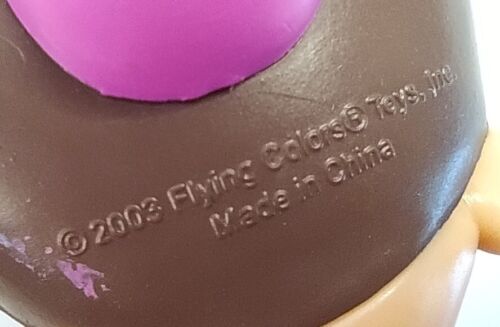 © 2003 Flying Colors® Toys, Inc.
Made in China